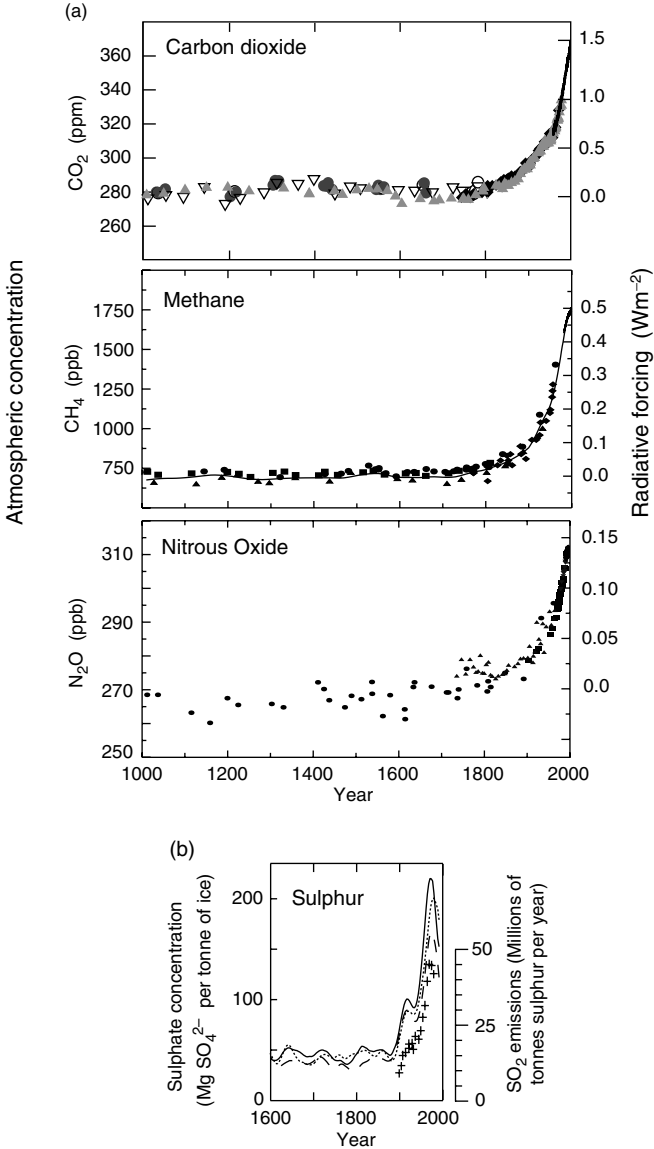 (a)
Atmospheric concentration
Radiative forcing (Wm−2)
Carbon dioxide
CO2 (ppm)
360
340
320
300
280
260
1.5
1.0
0.5
0.0
Methane
CH4 (ppb)
1750
1500
1250
1000
750
0.5
0.4
0.3
0.2
0.1
0.0
Nitrous Oxide
N2O (ppb)
310
290
270
250
0.15
0.10
0.05
0.0
1000 1200 1400 1600 1800 2000
Year
(b)
Sulphur
Sulphate concentration
(Mg SO42− per tonne of ice)
200
100
0
50
25
0
SO2 emissions (Millions of
tonnes sulphur per year)
1600 1800 2000
Year